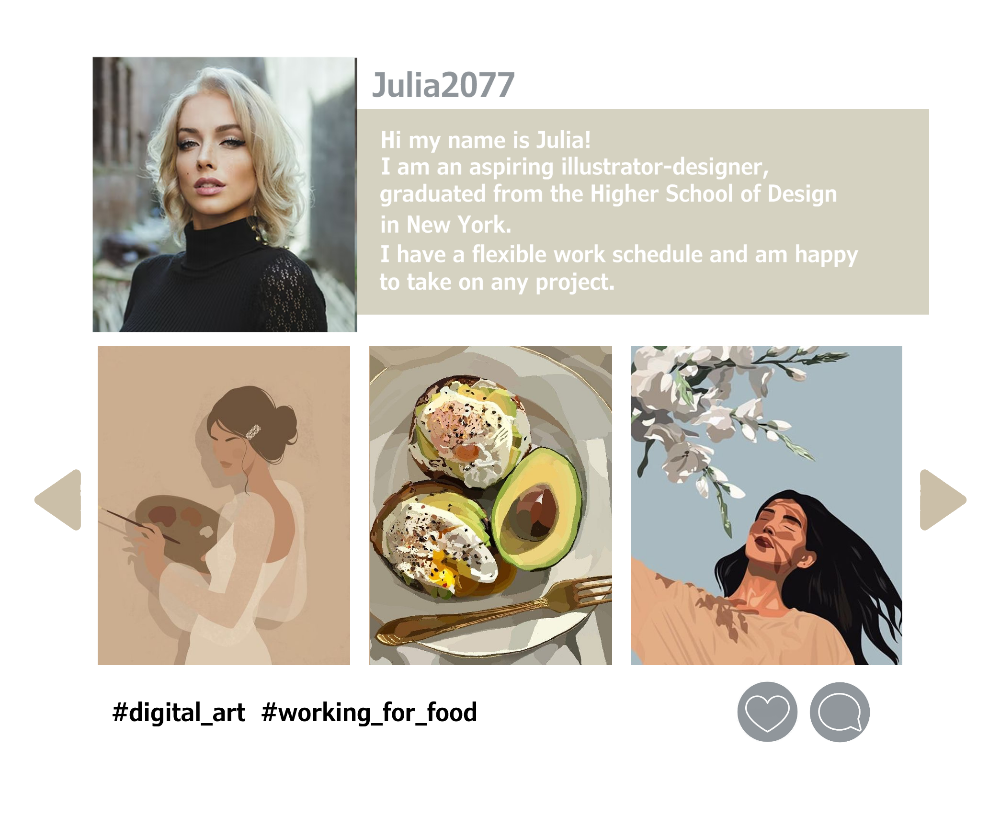 Julia2077
Hi my name is Julia!
I am an aspiring illustrator-designer,
graduated from the Higher School of Design
in New York.
I have a flexible work schedule and am happy
to take on any project.
#digital_art #working_for_food